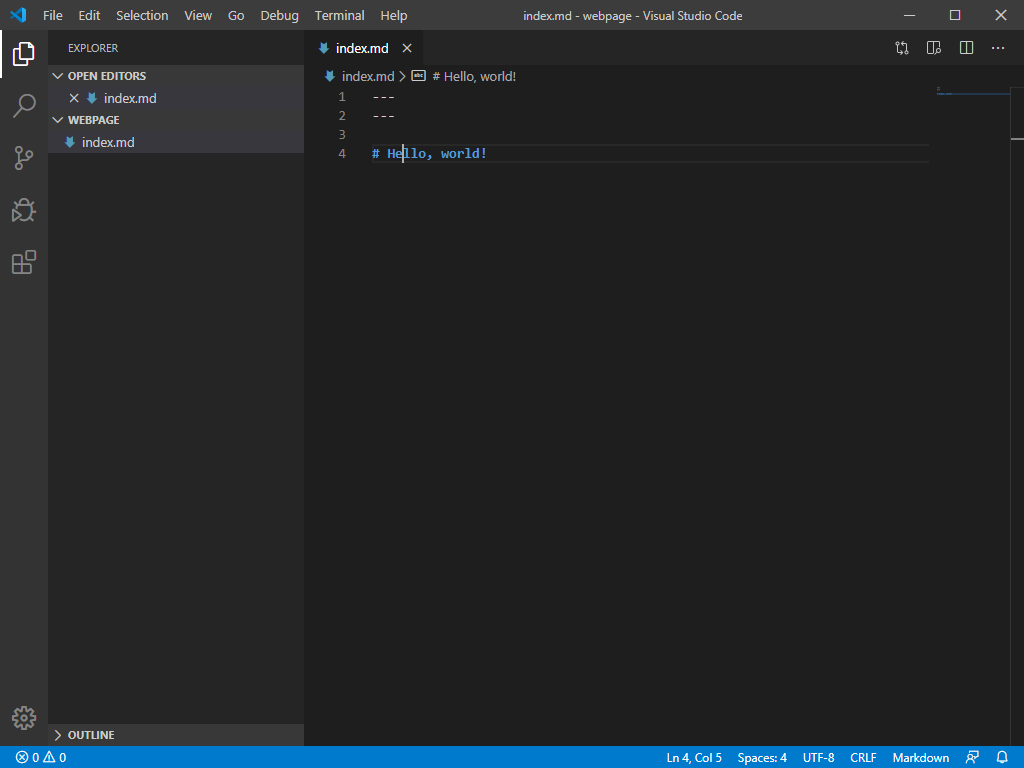 File Edit Selection View Go Debug Terminal Help index.md - webpage - Visual Studio Code
EXPLORER
OPEN EDITORS
index.md
WEBPAGE
index.md
OUTLINE
index.md
index.md > abc # Hello, world!
1 ---
2 ---
3
4 # Hello, world!
0 0 Ln 4, Col 5 Spaces: 4 UTF-8 CRLF Markdown